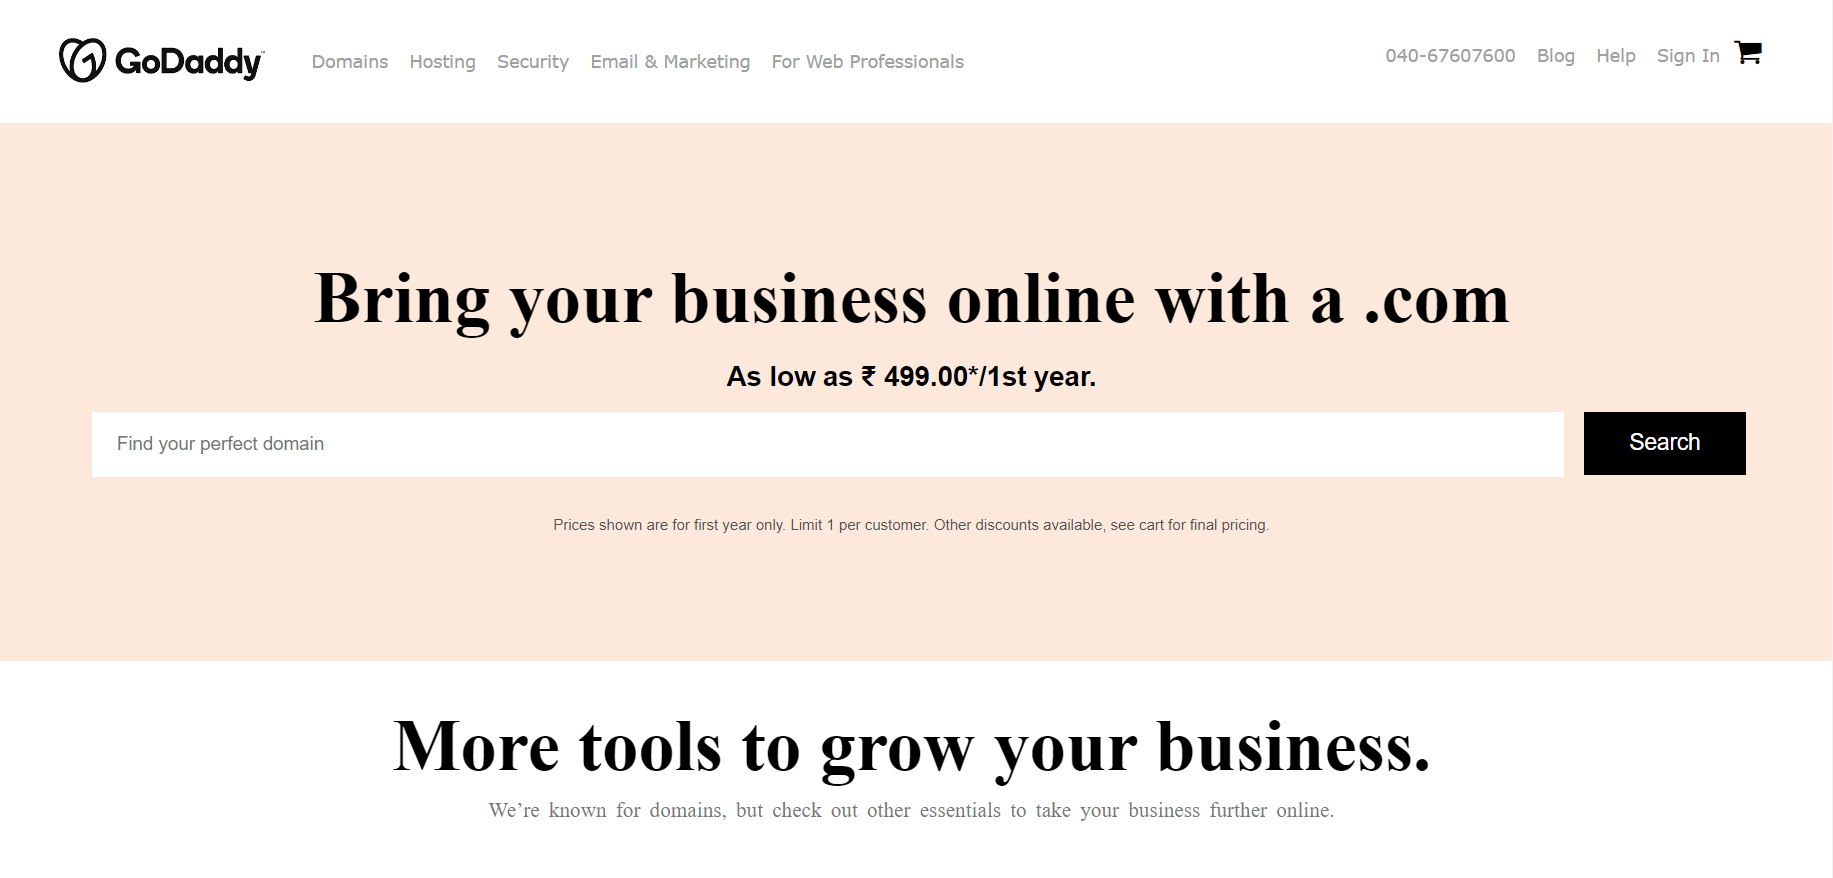 GoDaddy™ Domains Hosting Security Email & Marketing For Web Professionals 040-67607600 Blog Help Sign In
Bring your business online with a .com
As low as ₹ 499.00*/1st year.
Find your perfect domain Search
Prices shown are for first year only. Limit 1 per customer. Other discounts available, see cart for final pricing.
More tools to grow your business.
We’re known for domains, but check out other essentials to take your business further online.